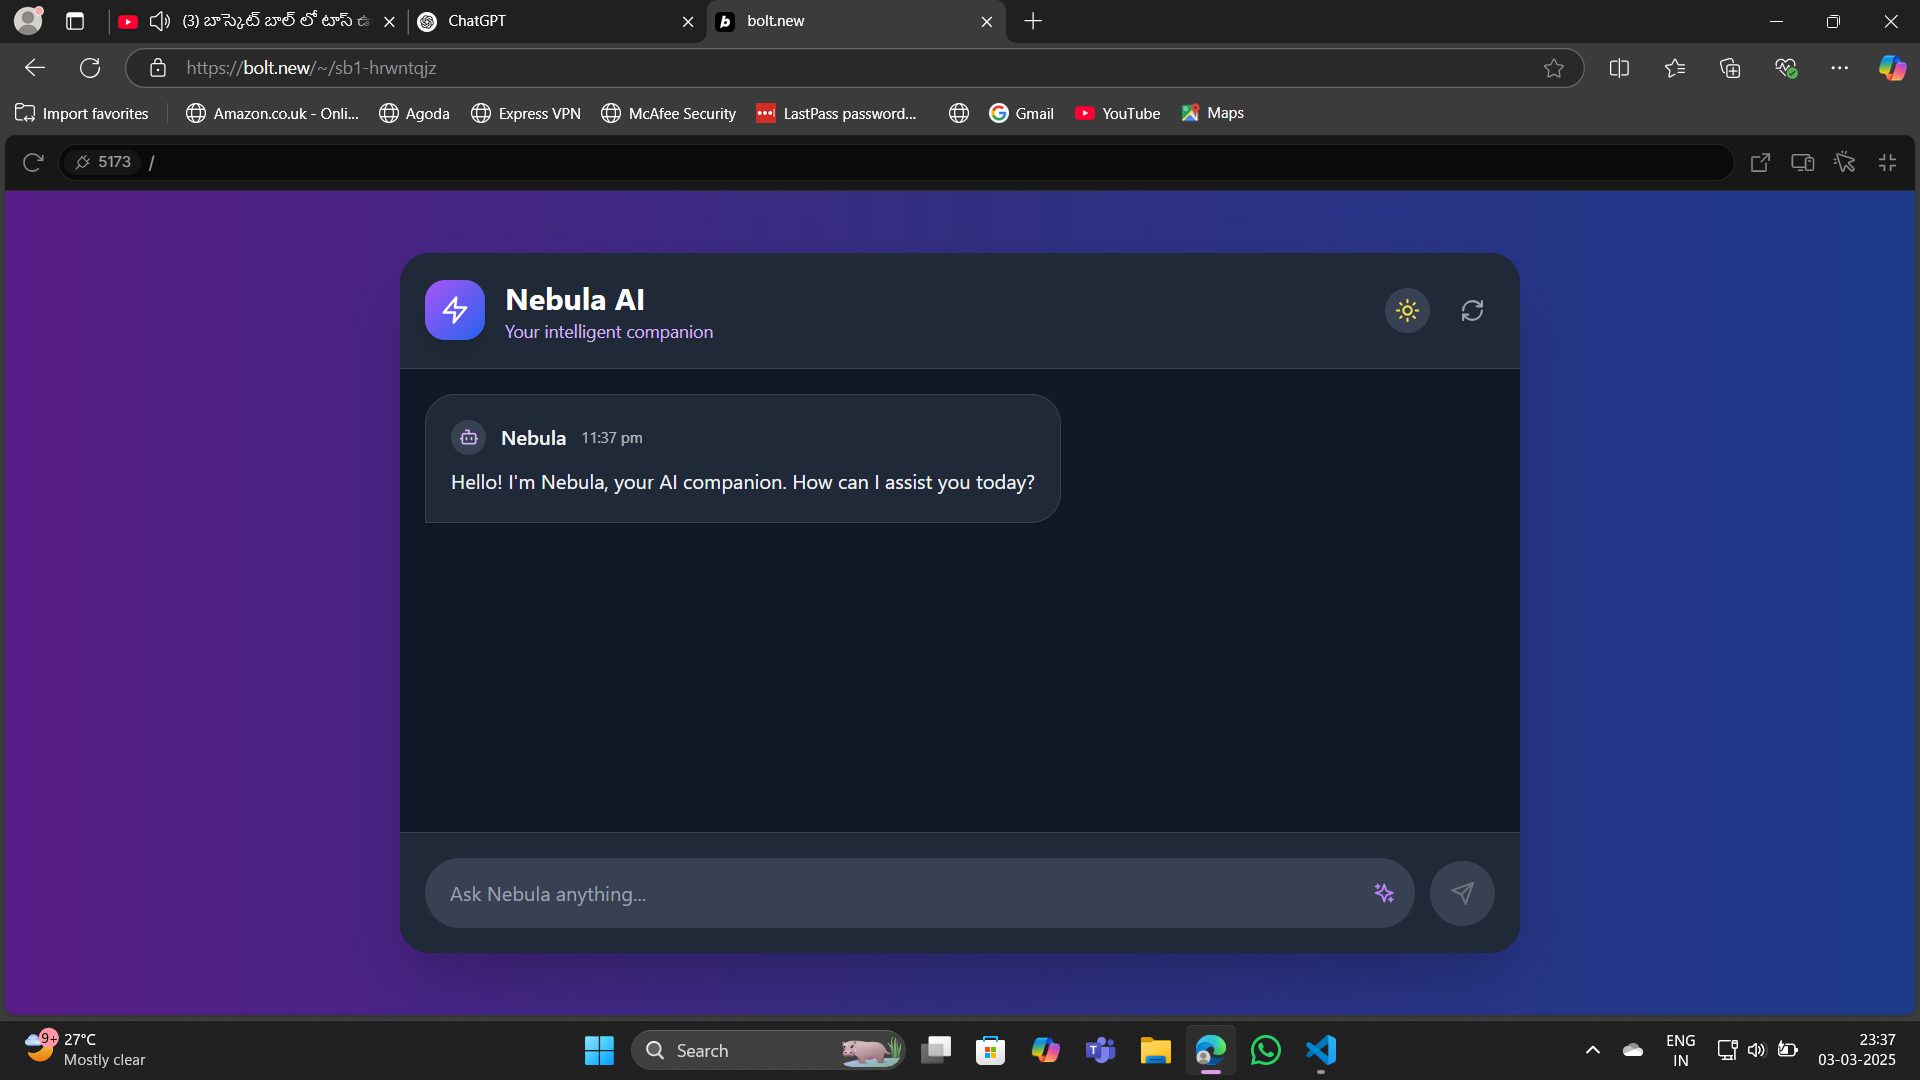 (3) బాస్కెట్ బాల్ లో టాస్
ChatGPT
bolt.new
https://bolt.new/~/sb1-hrwntqjz
Import favorites
Amazon.co.uk - Onli...
Agoda
Express VPN
McAfee Security
LastPass password...
Gmail
YouTube
Maps
5173
/
Nebula AI
Your intelligent companion
Nebula 11:37 pm
Hello! I'm Nebula, your AI companion. How can I assist you today?
Ask Nebula anything...
9+
27°C
Mostly clear
Search
ENG
IN
23:37
03-03-2025